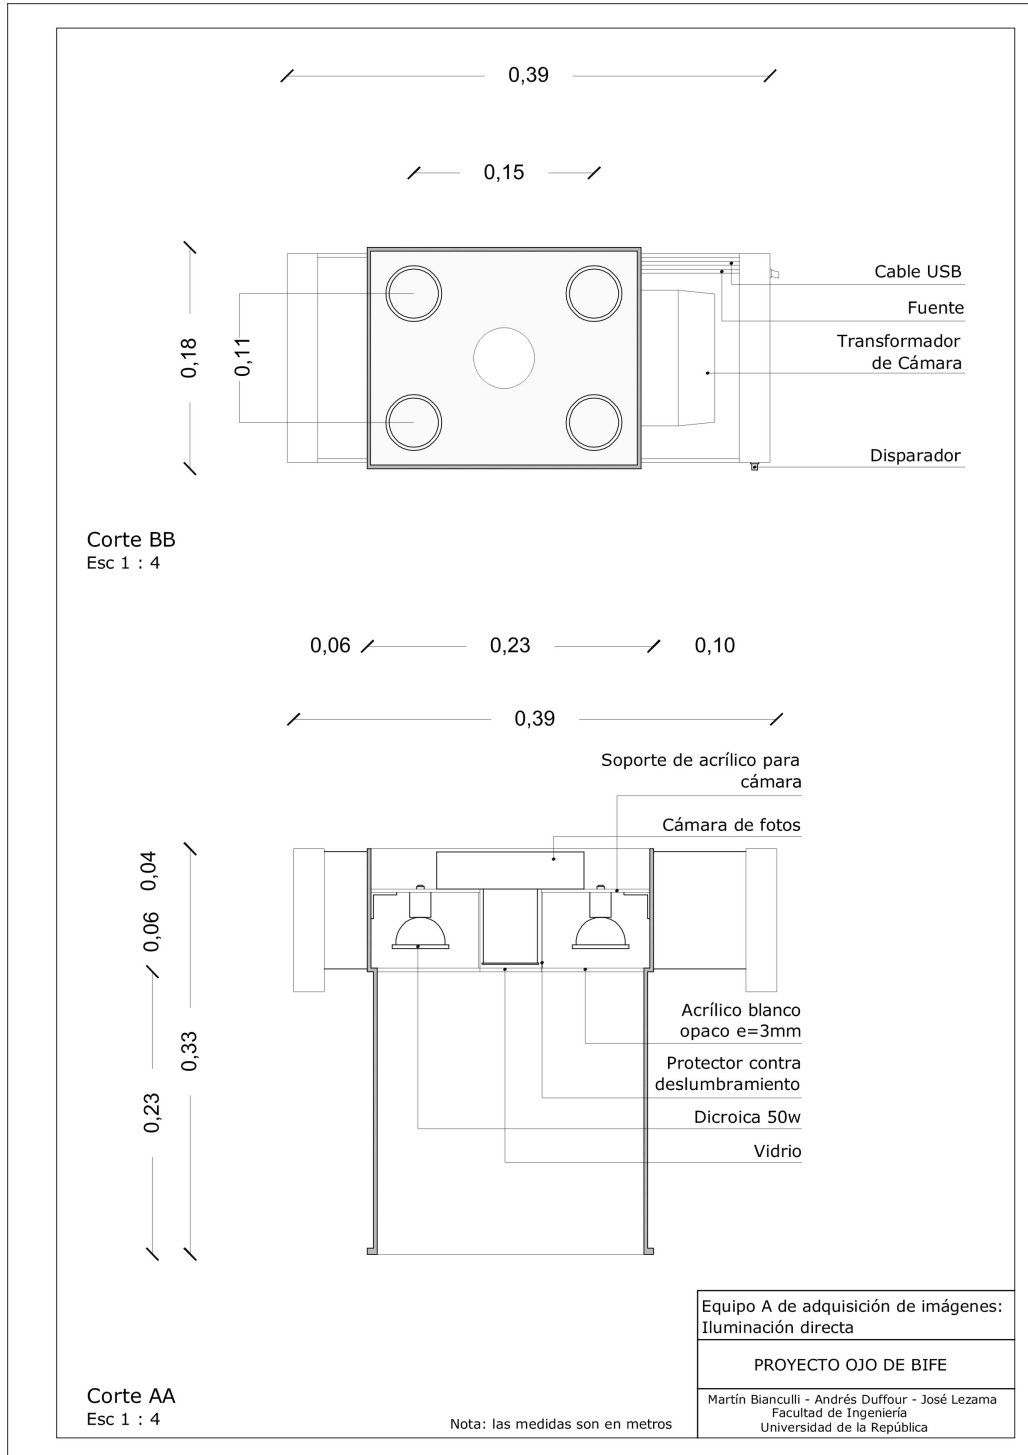 0,39
0,15
0,18
0,11
Cable USB
Fuente
Transformador
de Cámara
Disparador
Corte BB
Esc 1 : 4
0,06
0,23
0,10
0,39
Soporte de acrílico para
cámara
Cámara de fotos
0,04
0,06
0,33
0,23
Acrílico blanco
opaco e=3mm
Protector contra
deslumbramiento
Dicroica 50w
Vidrio
Corte AA
Esc 1 : 4
Nota: las medidas son en metros
Equipo A de adquisición de imágenes:
Iluminación directa
PROYECTO OJO DE BIFE
Martín Bianculli - Andrés Duffour - José Lezama
Facultad de Ingeniería
Universidad de la República